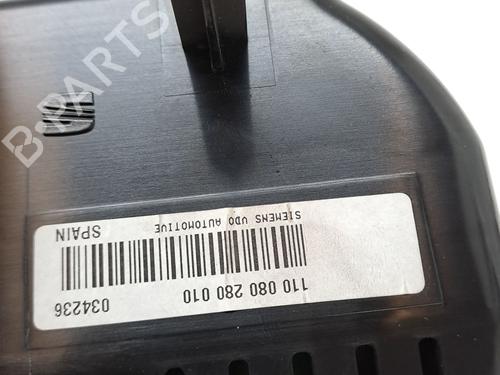 B-PARTS
SIEMENS VDO AUTOMOTIVE
SPAIN
110 080 280 010
034236